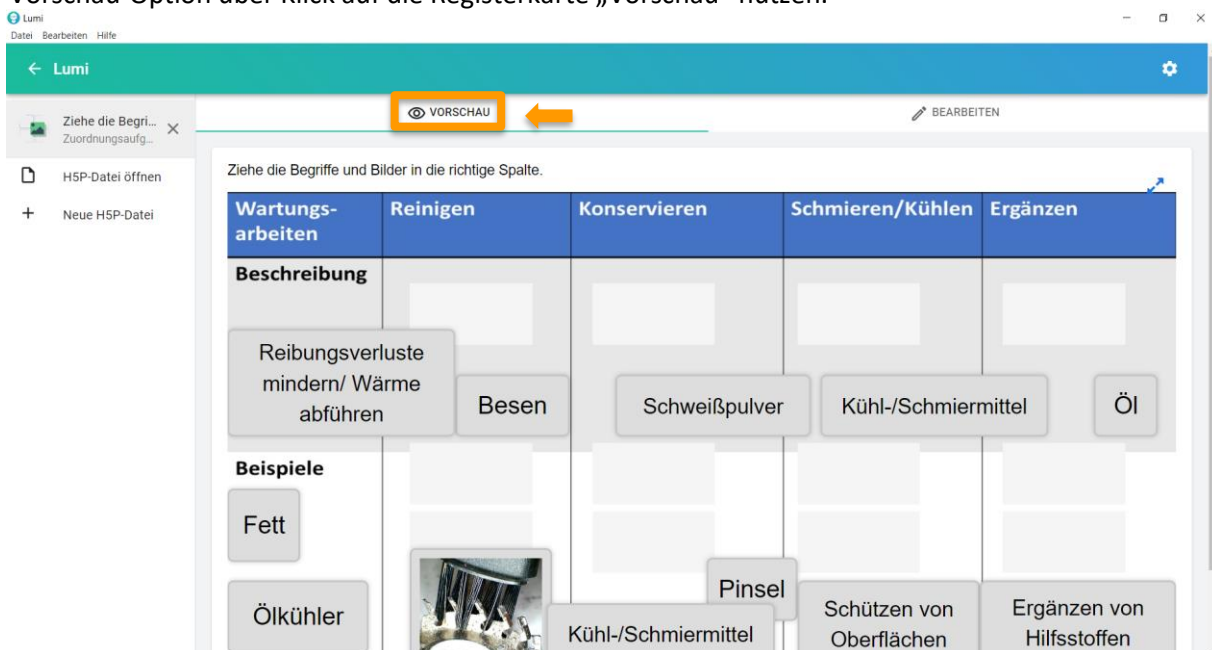 Vorschau-Option über Klick auf die Registerkarte „Vorschau“ nutzen.
Lumi
Datei Bearbeiten Hilfe
Lumi
Ziehe die Begri...
Zuordnungsaufg...
H5P-Datei öffnen
Neue H5P-Datei
VORSCHAU
BEARBEITEN
Ziehe die Begriffe und Bilder in die richtige Spalte.
Wartungs-
arbeiten
Reinigen
Konservieren
Schmieren/Kühlen
Ergänzen
Beschreibung
Reibungsverluste
mindern/ Wärme
abführen
Besen
Schweißpulver
Kühl-/Schmiermittel
Öl
Beispiele
Fett
Ölkühler
Pinsel
Kühl-/Schmiermittel
Schützen von
Oberflächen
Ergänzen von
Hilfsstoffen